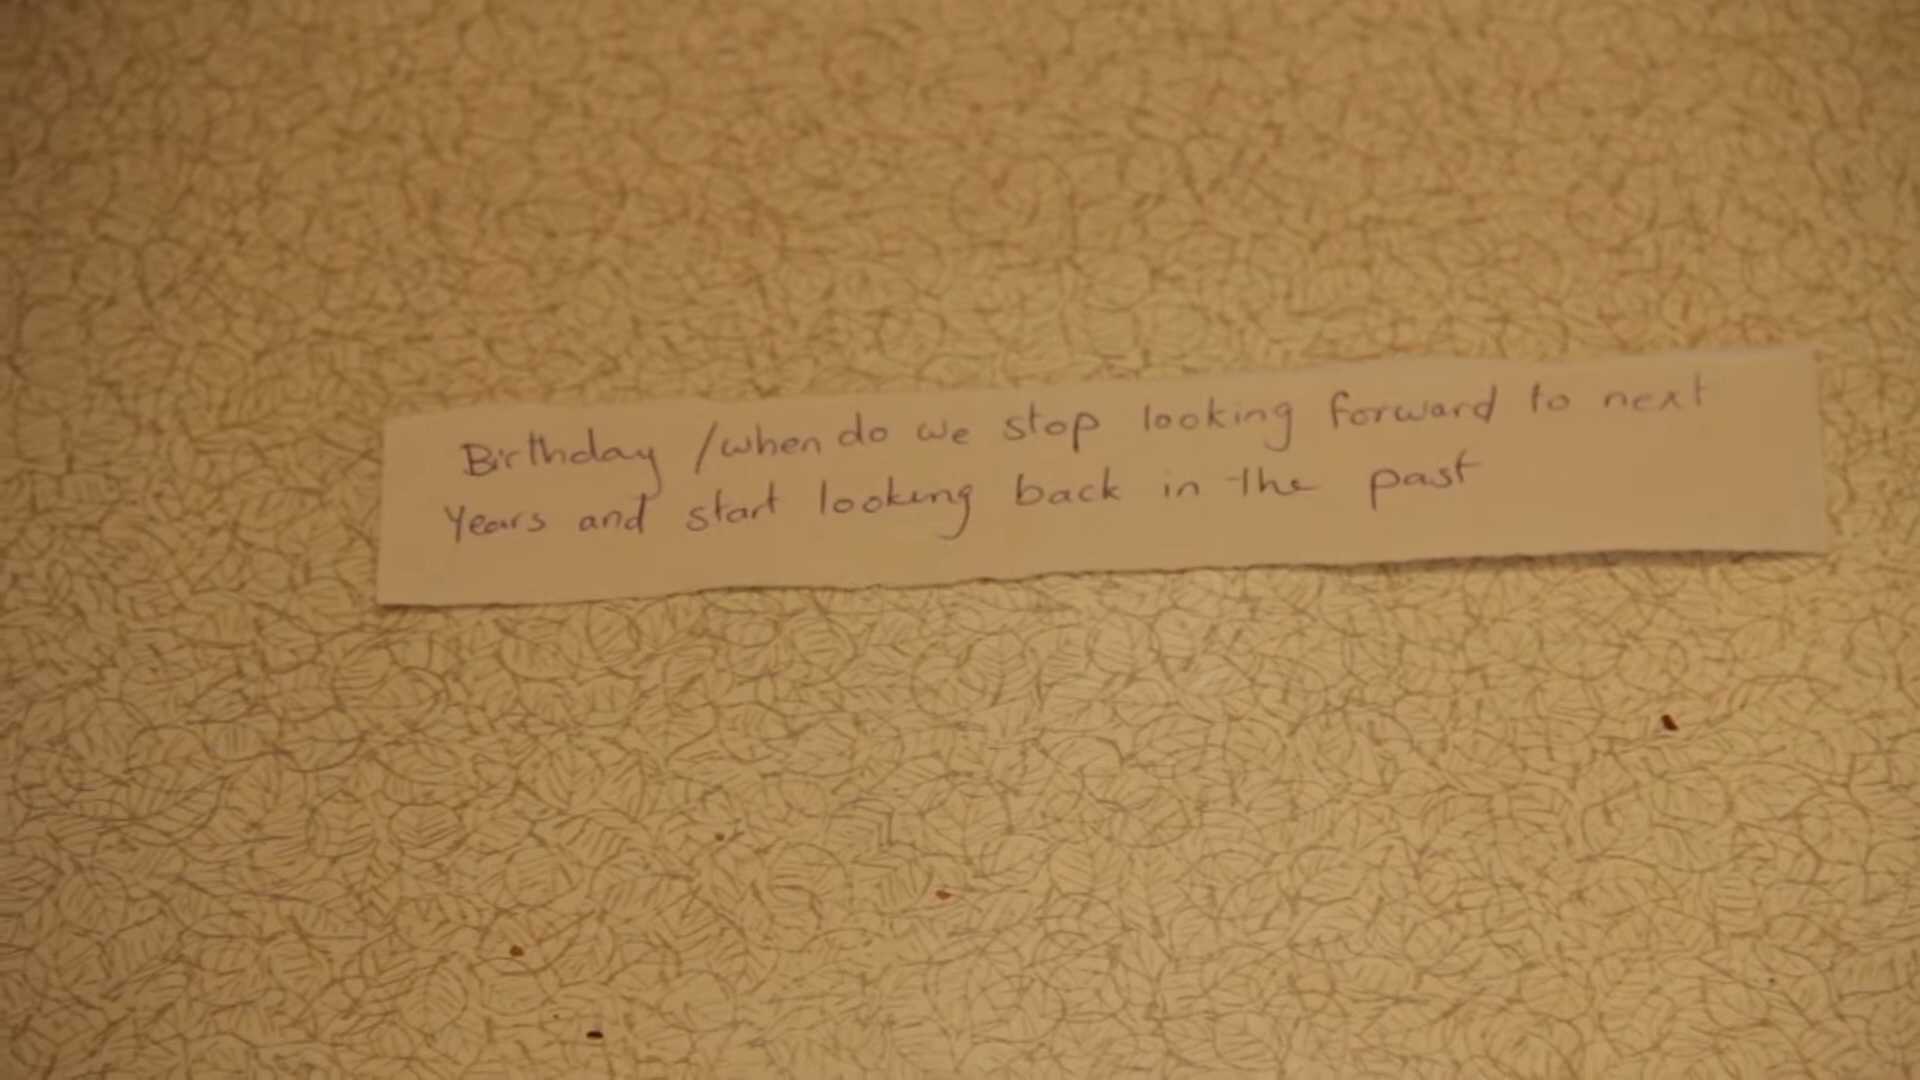 Birthday /when do we stop looking forward to next
Years and start looking back in the past